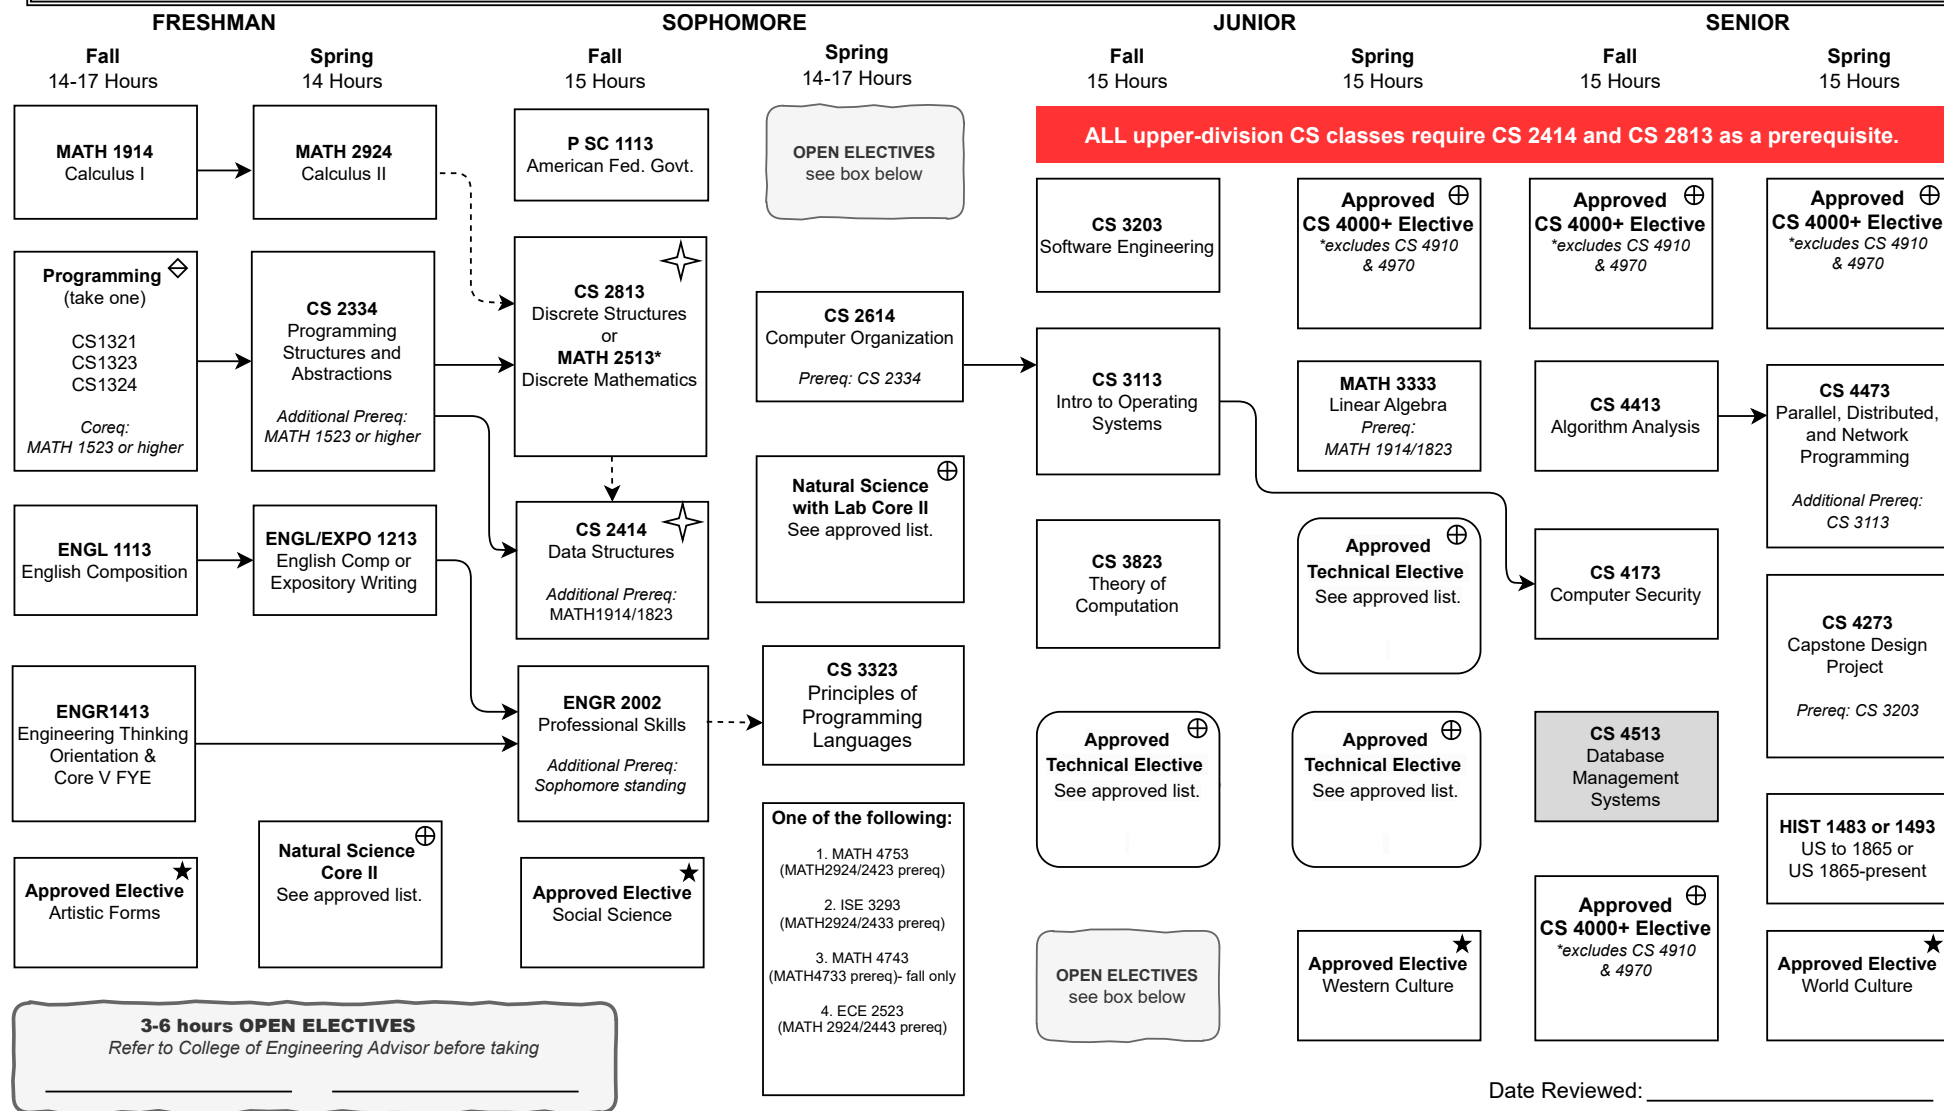 FRESHMAN
SOPHOMORE
JUNIOR
SENIOR
Fall
14-17 Hours
Spring
14 Hours
Fall
15 Hours
Spring
14-17 Hours
Fall
15 Hours
Spring
15 Hours
Fall
15 Hours
Spring
15 Hours
MATH 1914
Calculus I
Programming
(take one)
CS1321
CS1323
CS1324
Coreq:
MATH 1523 or higher
ENGL 1113
English Composition
ENGR1413
Engineering Thinking
Orientation &
Core V FYE
Approved Elective
Artistic Forms
MATH 2924
Calculus II
CS 2334
Programming
Structures and
Abstractions
Additional Prereq:
MATH 1523 or higher
ENGL/EXPO 1213
English Comp or
Expository Writing
Natural Science
Core II
See approved list.
P SC 1113
American Fed. Govt.
CS 2813
Discrete Structures
or
MATH 2513*
Discrete Mathematics
CS 2414
Data Structures
Additional Prereq:
MATH1914/1823
ENGR 2002
Professional Skills
Additional Prereq:
Sophomore standing
Approved Elective
Social Science
OPEN ELECTIVES
see box below
CS 2614
Computer Organization
Prereq: CS 2334
Natural Science
with Lab Core II
See approved list.
CS 3323
Principles of
Programming
Languages
One of the following:
1. MATH 4753
(MATH2924/2423 prereq)
2. ISE 3293
(MATH2924/2433 prereq)
3. MATH 4743
(MATH4733 prereq)- fall only
4. ECE 2523
(MATH 2924/2443 prereq)
ALL upper-division CS classes require CS 2414 and CS 2813 as a prerequisite.
CS 3203
Software Engineering
CS 3113
Intro to Operating
Systems
CS 3823
Theory of
Computation
Approved
Technical Elective
See approved list.
OPEN ELECTIVES
see box below
Approved
CS 4000+ Elective
*excludes CS 4910
& 4970
MATH 3333
Linear Algebra
Prereq:
MATH 1914/1823
Approved
Technical Elective
See approved list.
Approved
Technical Elective
See approved list.
Approved Elective
Western Culture
Approved
CS 4000+ Elective
*excludes CS 4910
& 4970
CS 4413
Algorithm Analysis
CS 4173
Computer Security
CS 4513
Database
Management
Systems
Approved
CS 4000+ Elective
*excludes CS 4910
& 4970
Approved
CS 4000+ Elective
*excludes CS 4910
& 4970
CS 4473
Parallel, Distributed,
and Network
Programming
Additional Prereq:
CS 3113
CS 4273
Capstone Design
Project
Prereq: CS 3203
HIST 1483 or 1493
US to 1865 or
US 1865-present
Approved Elective
World Culture
3-6 hours OPEN ELECTIVES
Refer to College of Engineering Advisor before taking
Date Reviewed: